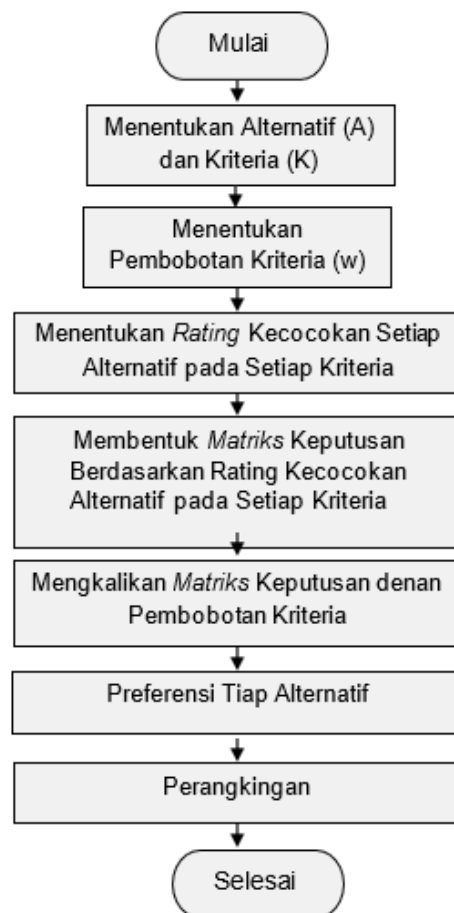 Mulai
Menentukan Alternatif (A)
dan Kriteria (K)
Menentukan
Pembobotan Kriteria (w)
Menentukan Rating Kecocokan Setiap
Alternatif pada Setiap Kriteria
Membentuk Matriks Keputusan
Berdasarkan Rating Kecocokan
Alternatif pada Setiap Kriteria
Mengkalikan Matriks Keputusan denan
Pembobotan Kriteria
Preferensi Tiap Alternatif
Perangkingan
Selesai